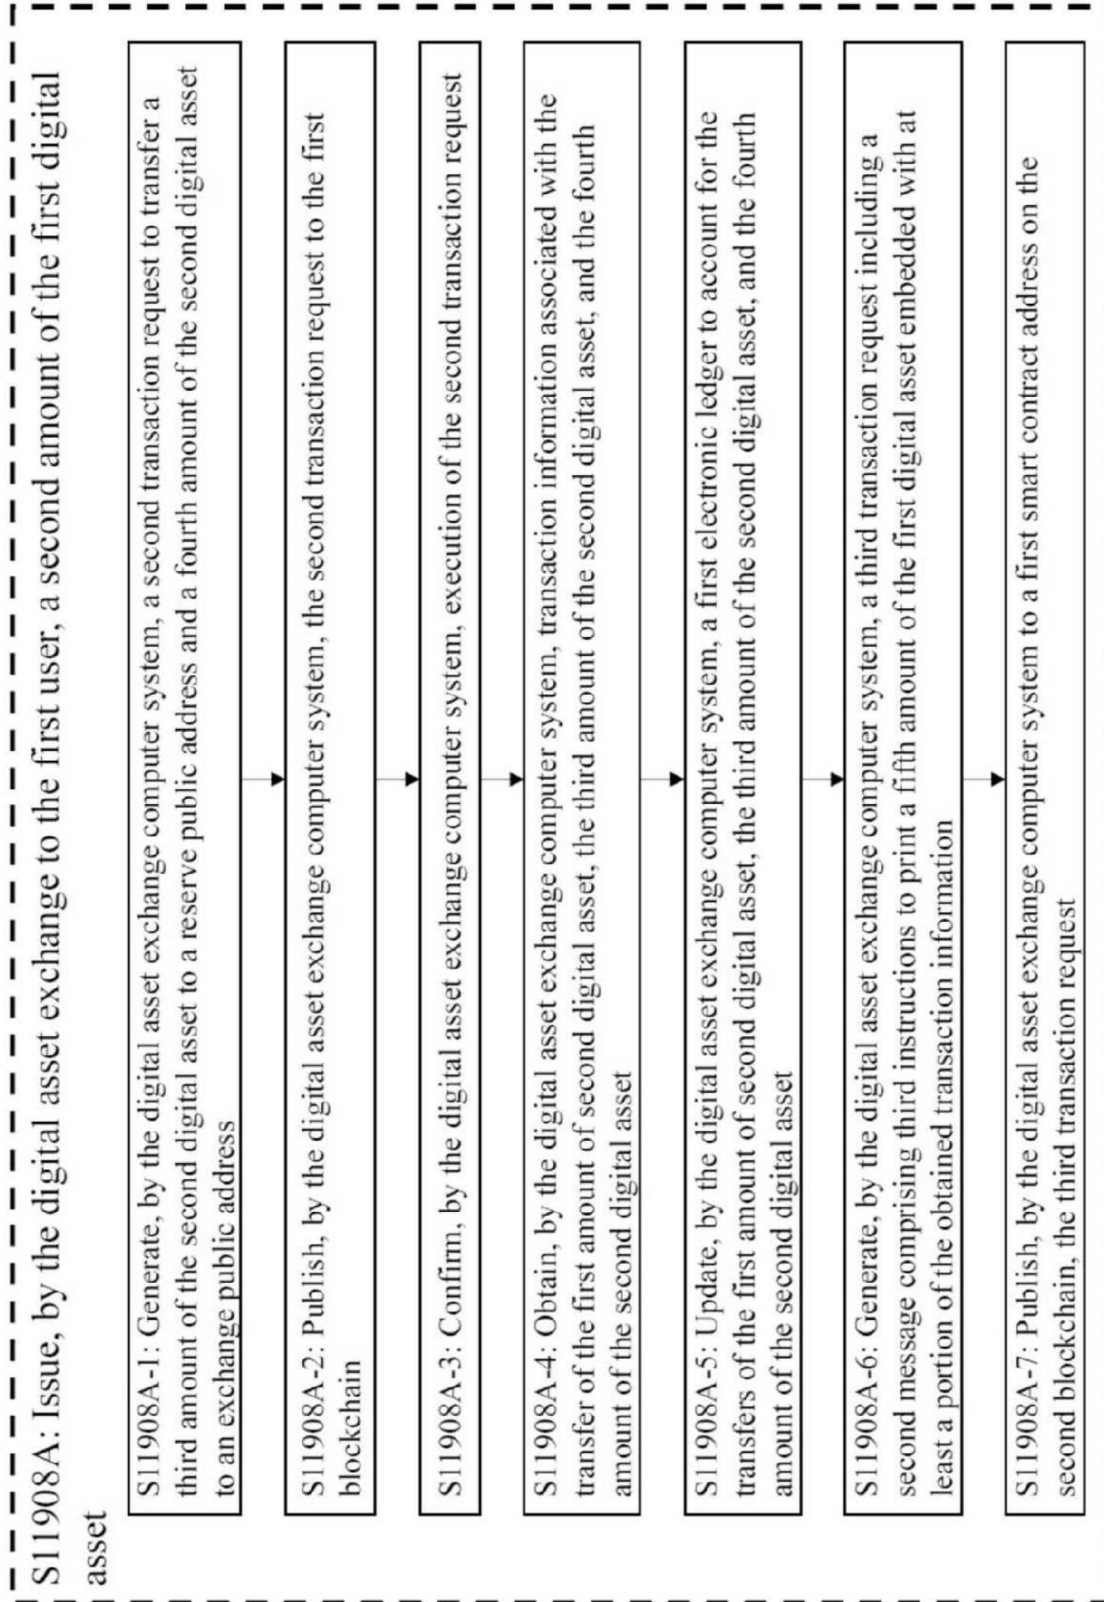 S11908A: Issue, by the digital asset exchange to the first user, a second amount of the first digital
asset
S11908A-1: Generate, by the digital asset exchange computer system, a second transaction request to transfer a
third amount of the second digital asset to a reserve public address and a fourth amount of the second digital asset
to an exchange public address
S11908A-2: Publish, by the digital asset exchange computer system, the second transaction request to the first
blockchain
S11908A-3: Confirm, by the digital asset exchange computer system, execution of the second transaction request
S11908A-4: Obtain, by the digital asset exchange computer system, transaction information associated with the
transfer of the first amount of second digital asset, the third amount of the second digital asset, and the fourth
amount of the second digital asset
S11908A-5: Update, by the digital asset exchange computer system, a first electronic ledger to account for the
transfers of the first amount of second digital asset, the third amount of the second digital asset, and the fourth
amount of the second digital asset
S11908A-6: Generate, by the digital asset exchange computer system, a third transaction request including a
second message comprising third instructions to print a fifth amount of the first digital asset embedded with at
least a portion of the obtained transaction information
S11908A-7: Publish, by the digital asset exchange computer system to a first smart contract address on the
second blockchain, the third transaction request